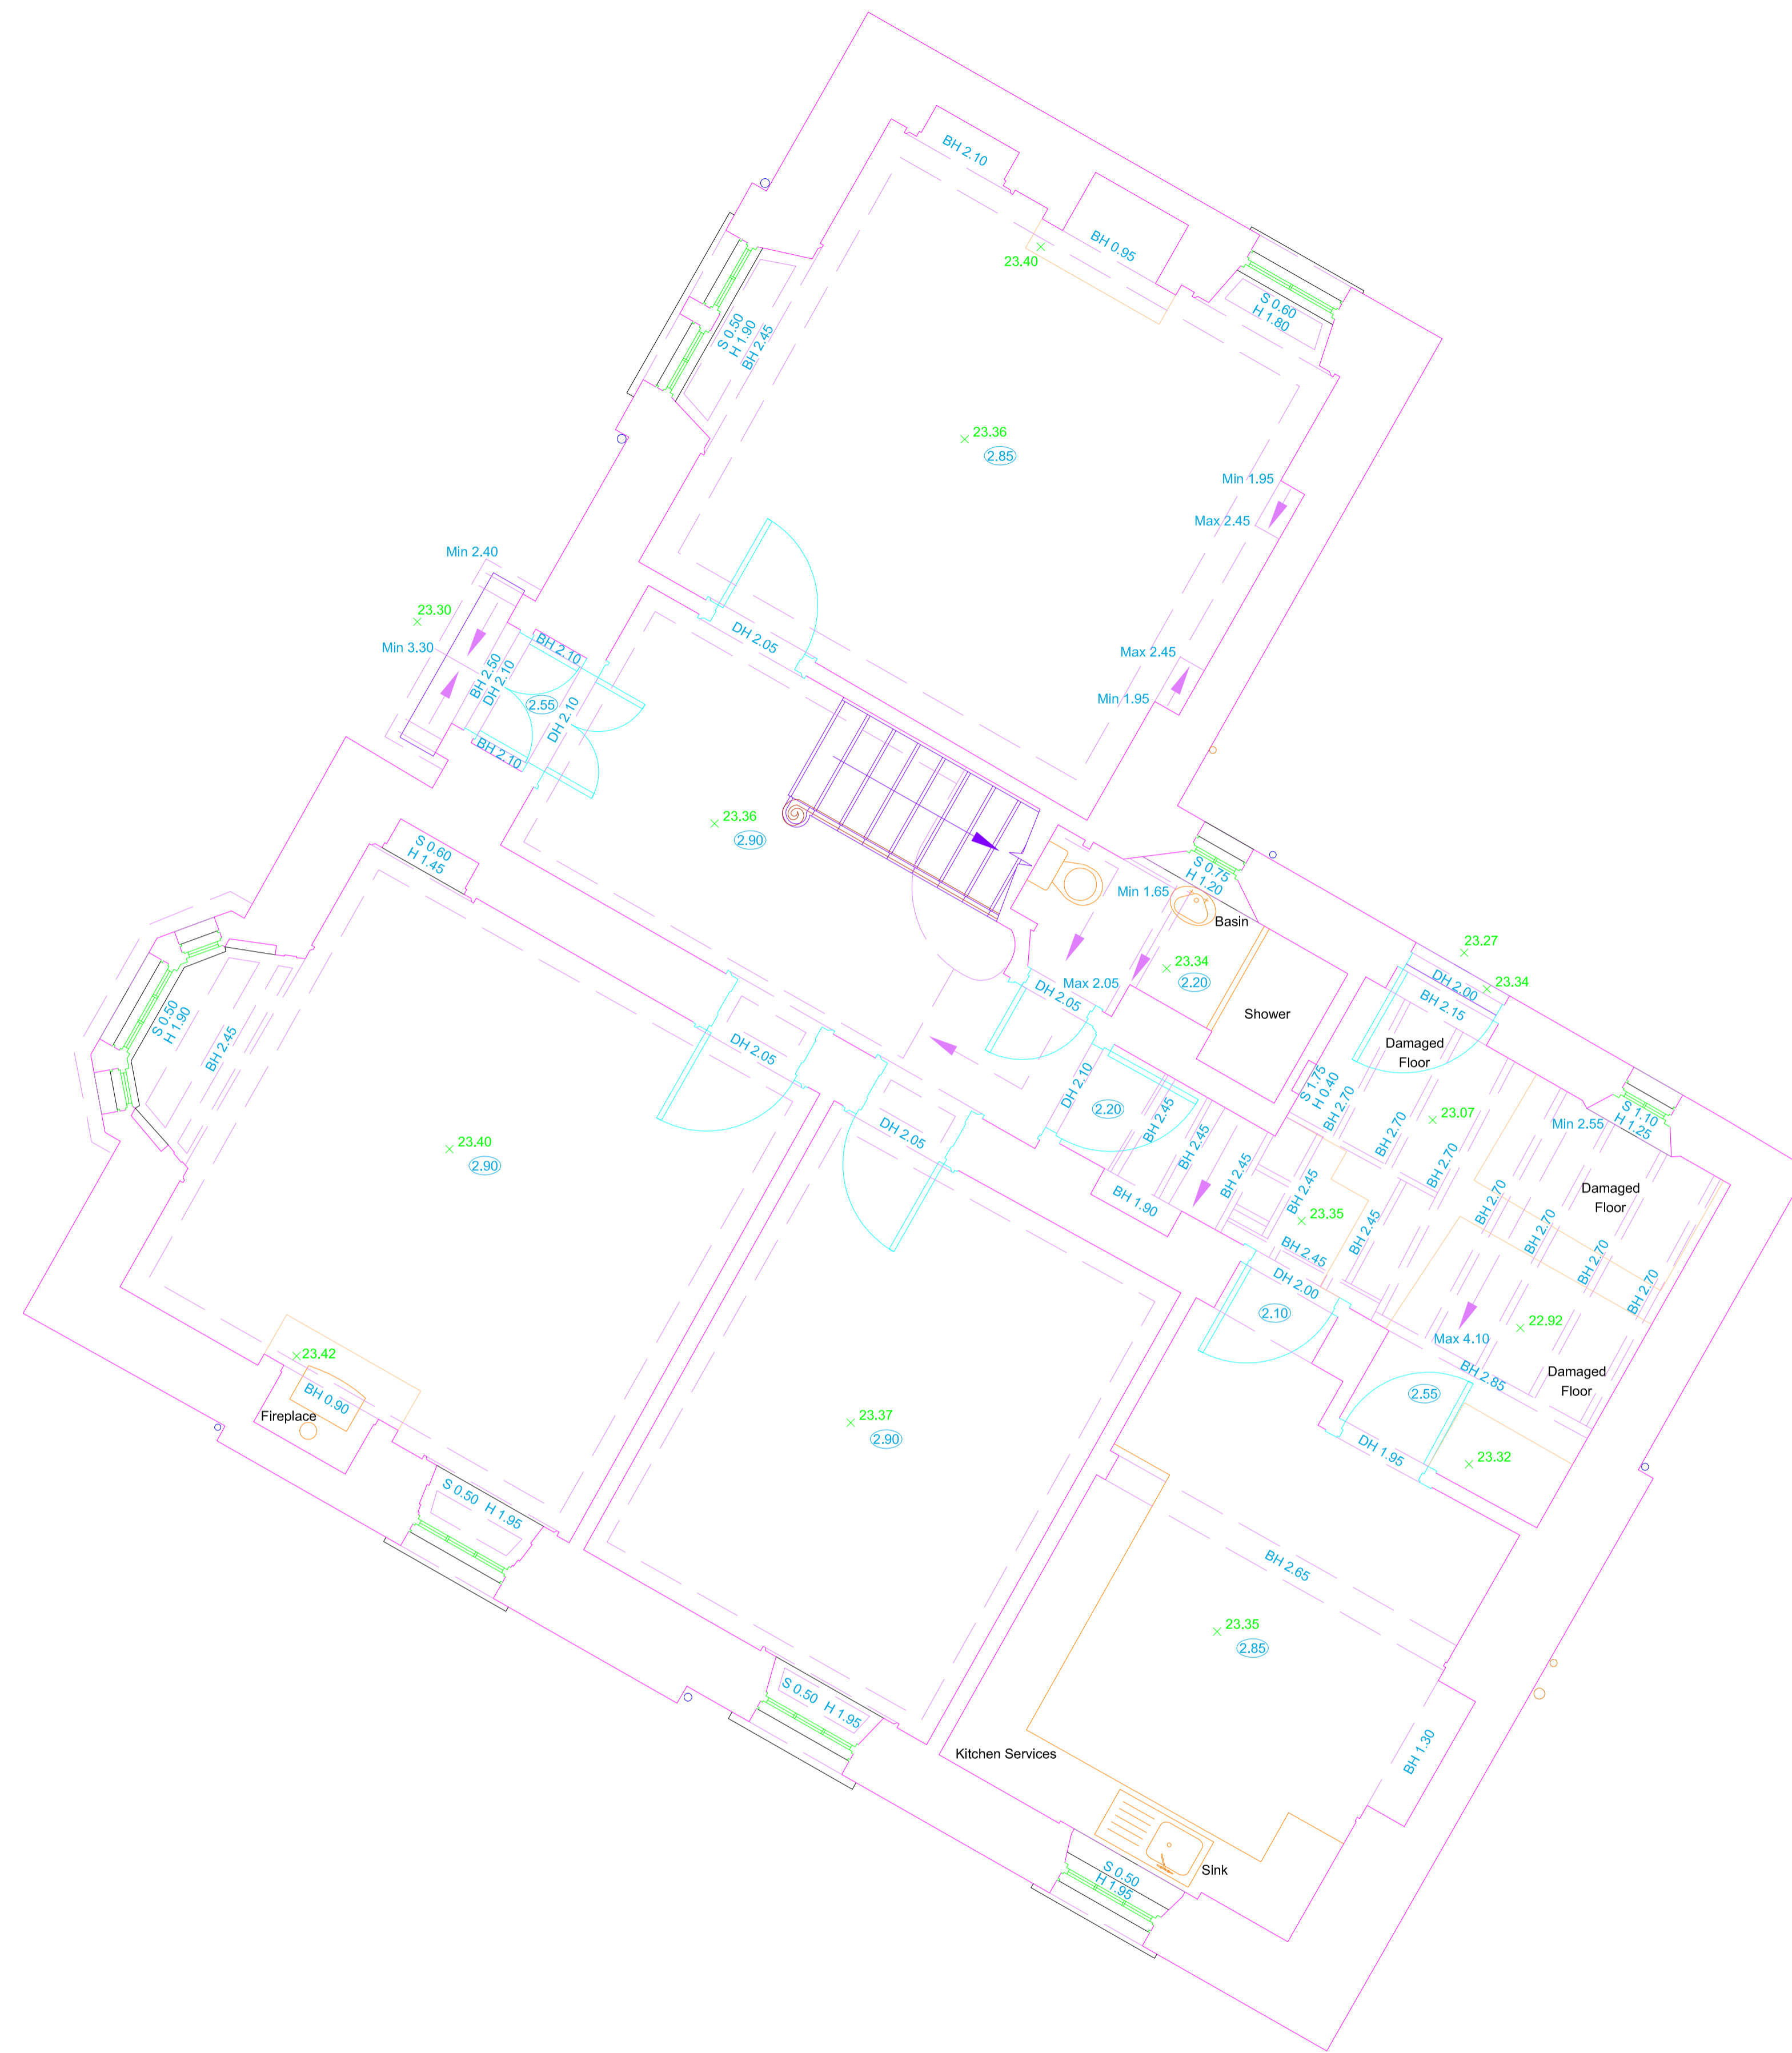 BH 2.10
BH 0.95
23.40
S 0.60
H 1.80
S 0.50
H 1.90
BH 2.45
23.36
2.85
Min 1.95
Max 2.45
Max 2.45
Min 1.95
Min 2.40
23.30
Min 3.30
BH 2.10
BH 2.50
DH 2.10
2.55
DH 2.10
BH 2.10
DH 2.05
23.36
2.90
S 0.60
H 1.45
S 0.75
H 1.20
Min 1.65
Basin
23.34
2.20
Max 2.05
DH 2.05
Shower
23.27
23.34
DH 2.00
BH 2.15
Damaged
Floor
S 1.75
H 0.40
BH 2.70
BH 2.70
23.07
BH 2.70
Min 2.55
S 1.10
H 1.25
S 0.50
H 1.90
BH 2.45
DH 2.05
DH 2.05
DH 2.10
2.20
BH 2.45
BH 2.45
BH 2.45
BH 2.45
BH 1.90
23.35
BH 2.45
BH 2.45
BH 2.70
BH 2.70
BH 2.70
BH 2.70
Damaged
Floor
DH 2.00
2.10
22.92
Max 4.10
BH 2.85
Damaged
Floor
2.55
DH 1.95
23.32
23.40
2.90
23.42
BH 0.90
Fireplace
S 0.50 H 1.95
23.37
2.90
S 0.50 H 1.95
BH 2.65
23.35
2.85
BH 1.30
Kitchen Services
Sink
S 0.50
H 1.95